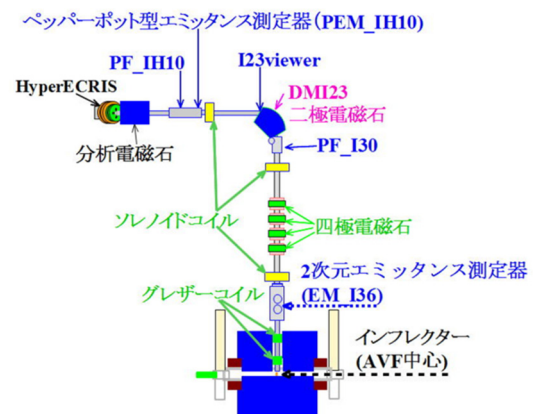 ペッパーポット型エミッタンス測定器(PEM_IH10)
PF_IH10
I23viewer
HyperECRIS
DMI23
二極電磁石
分析電磁石
PF_I30
ソレノイドコイル
四極電磁石
2次元エミッタンス測定器
(EM_I36)
グレザーコイル
インフレクター
(AVF中心)